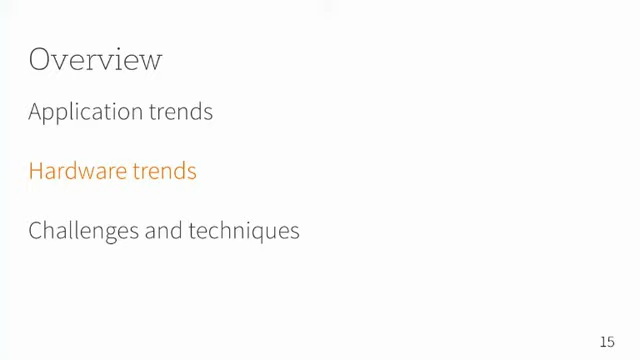 Overview
Application trends
Hardware trends
Challenges and techniques
15